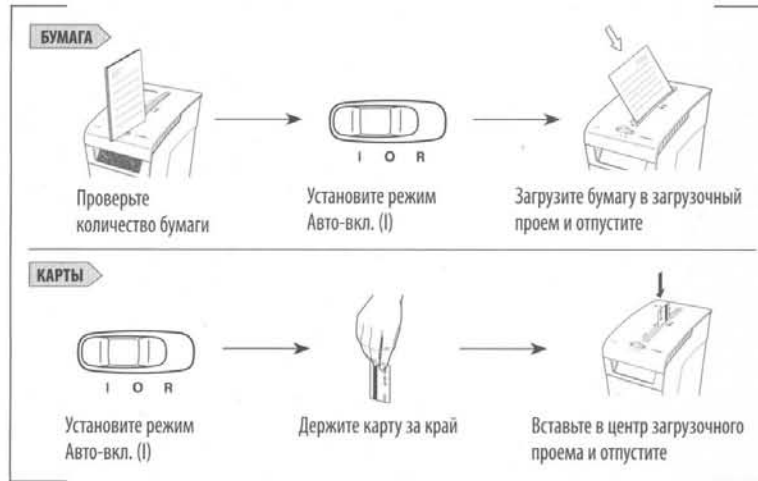 БУМАГА
I O R
Проверьте
количество бумаги
Установите режим
Авто-вкл. (I)
Загрузите бумагу в загрузочный
проем и отпустите
КАРТЫ
I O R
Установите режим
Авто-вкл. (I)
Держите карту за край
Вставьте в центр загрузочного
проема и отпустите